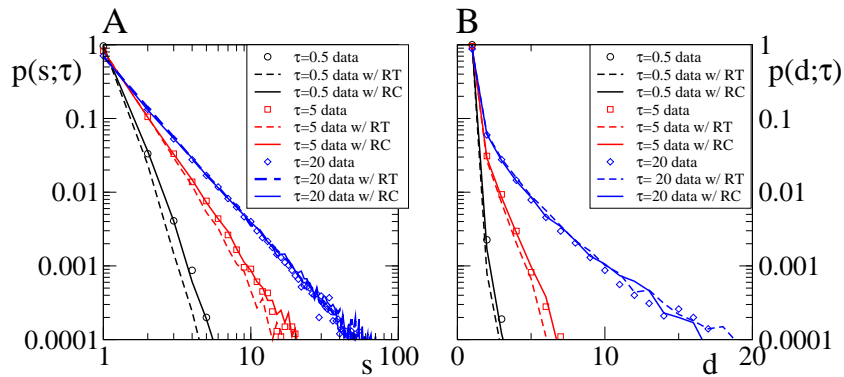 A
B
p(s;τ)
1
0.1
0.01
0.001
0.0001
1
10
100
s
τ=0.5 data
τ=0.5 data w/ RT
τ=0.5 data w/ RC
τ=5 data
τ=5 data w/ RT
τ=5 data w/ RC
τ=20 data
τ=20 data w/ RT
τ=20 data w/ RC
p(d;τ)
1
0.1
0.01
0.001
0.0001
0
10
20
d
τ=0.5 data
τ=0.5 data w/ RT
τ=0.5 data w/ RC
τ=5 data
τ=5 data w/ RT
τ=5 data w/ RC
τ=20 data
τ= 20 data w/ RT
τ=20 data w/ RC